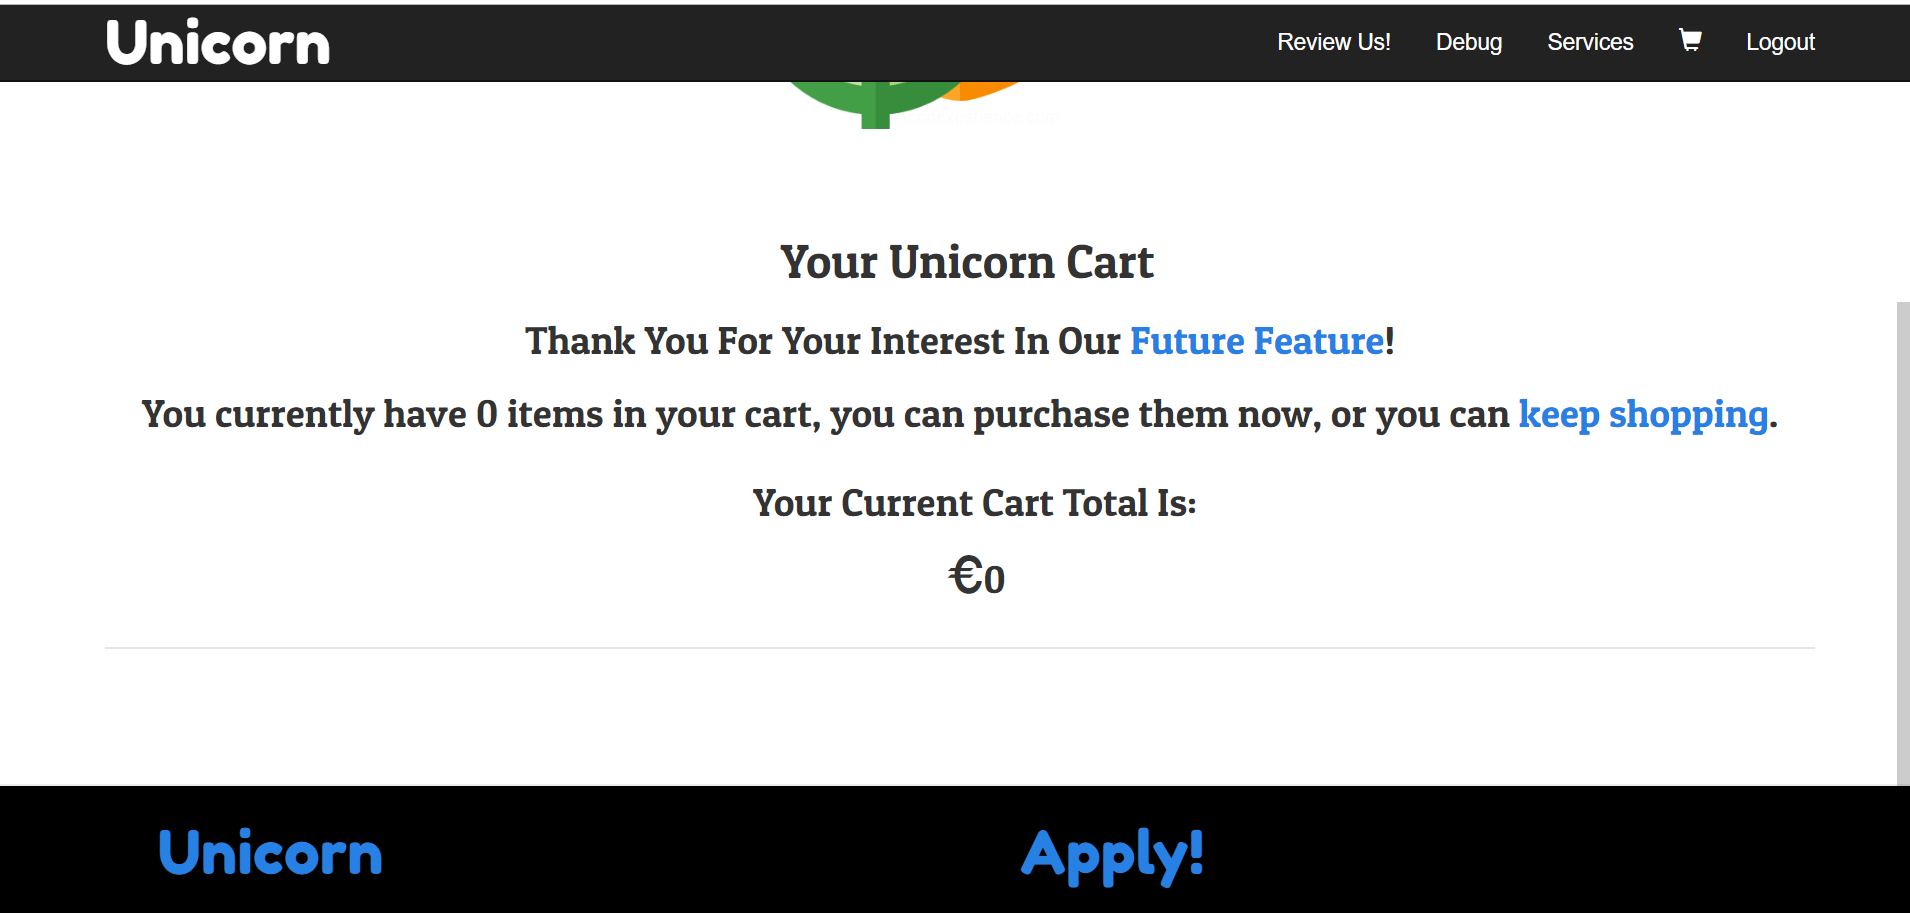 Unicorn
Review Us! Debug Services Logout
Your Unicorn Cart
Thank You For Your Interest In Our Future Feature!
You currently have 0 items in your cart, you can purchase them now, or you can keep shopping.
Your Current Cart Total Is:
€0
Unicorn
Apply!